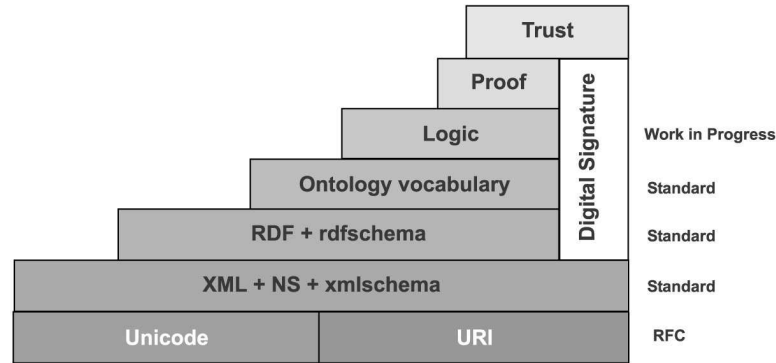 Trust
Proof
Digital Signature
Logic
Work in Progress
Ontology vocabulary
Standard
RDF + rdfschema
Standard
XML + NS + xmlschema
Standard
Unicode
URI
RFC